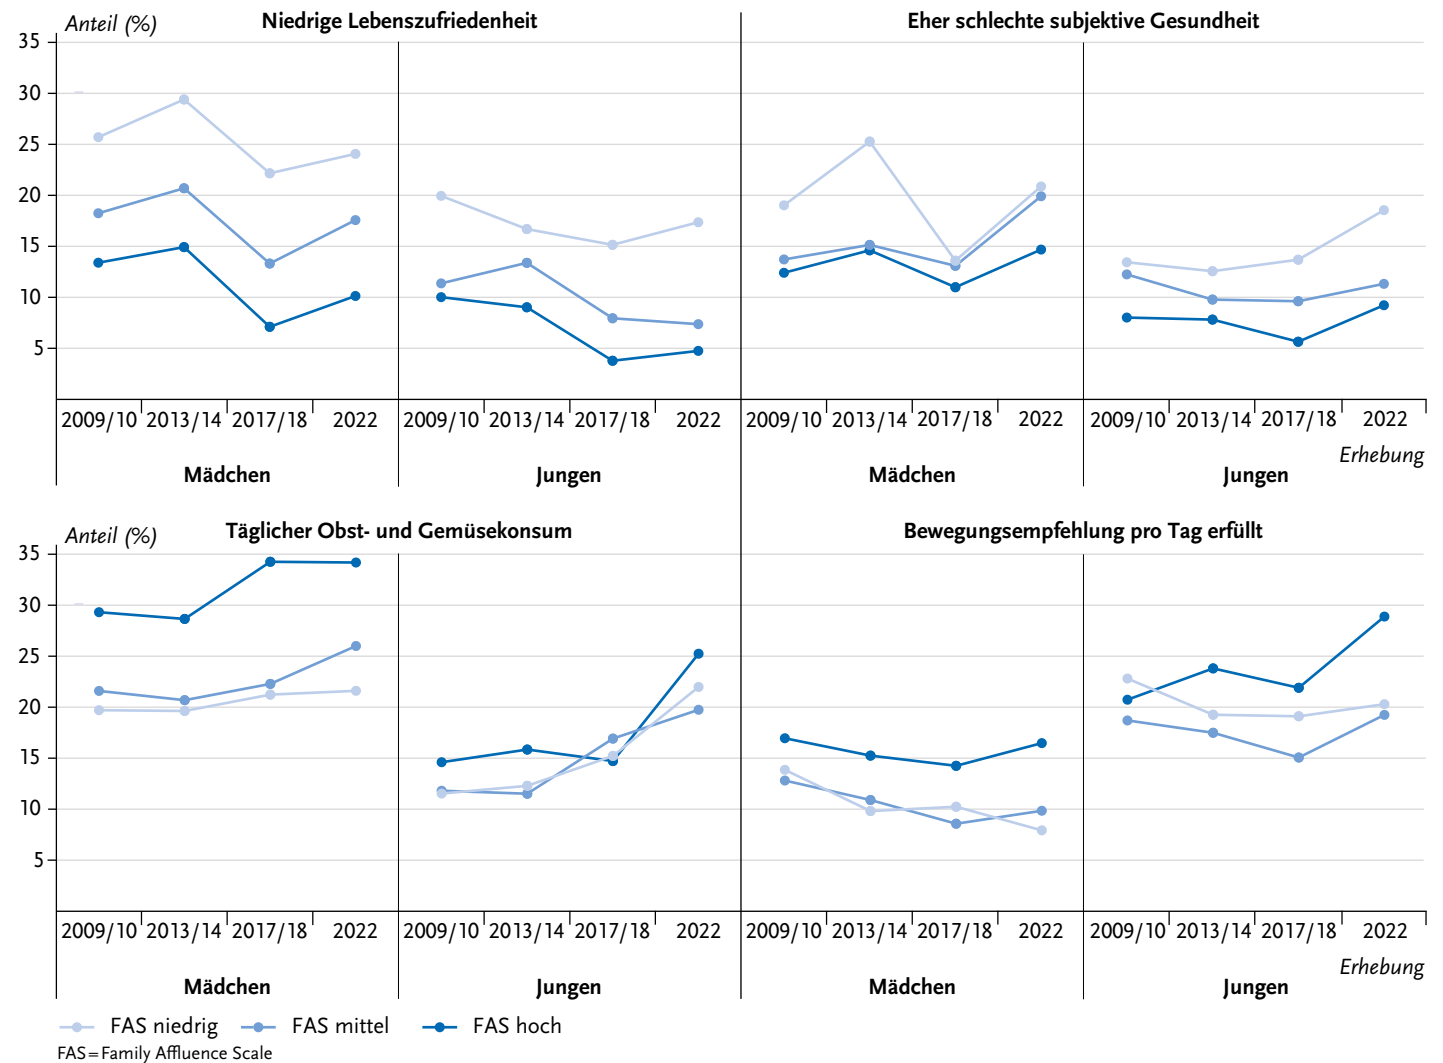 Niedrige Lebenszufriedenheit
Eher schlechte subjektive Gesundheit
Anteil (%)
35
30
25
20
15
10
5
2009/10 2013/14 2017/18 2022 2009/10 2013/14 2017/18 2022 2009/10 2013/14 2017/18 2022 2009/10 2013/14 2017/18 2022
Erhebung
Mädchen Jungen Mädchen Jungen
Täglicher Obst- und Gemüsekonsum
Bewegungsempfehlung pro Tag erfüllt
Anteil (%)
35
30
25
20
15
10
5
2009/10 2013/14 2017/18 2022 2009/10 2013/14 2017/18 2022 2009/10 2013/14 2017/18 2022 2009/10 2013/14 2017/18 2022
Erhebung
Mädchen Jungen Mädchen Jungen
FAS niedrig FAS mittel FAS hoch
FAS=Family Affluence Scale